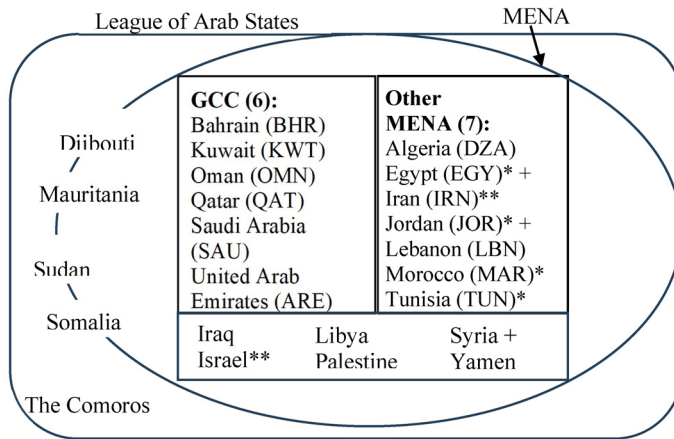 League of Arab States
MENA
GCC (6):
Bahrain (BHR)
Kuwait (KWT)
Oman (OMN)
Qatar (QAT)
Saudi Arabia
(SAU)
United Arab
Emirates (ARE)
Other
MENA (7):
Algeria (DZA)
Egypt (EGY)* +
Iran (IRN)**
Jordan (JOR)* +
Lebanon (LBN)
Morocco (MAR)*
Tunisia (TUN)*
Djibouti
Mauritania
Sudan
Somalia
The Comoros
Iraq Libya Syria +
Israel** Palestine Yamen